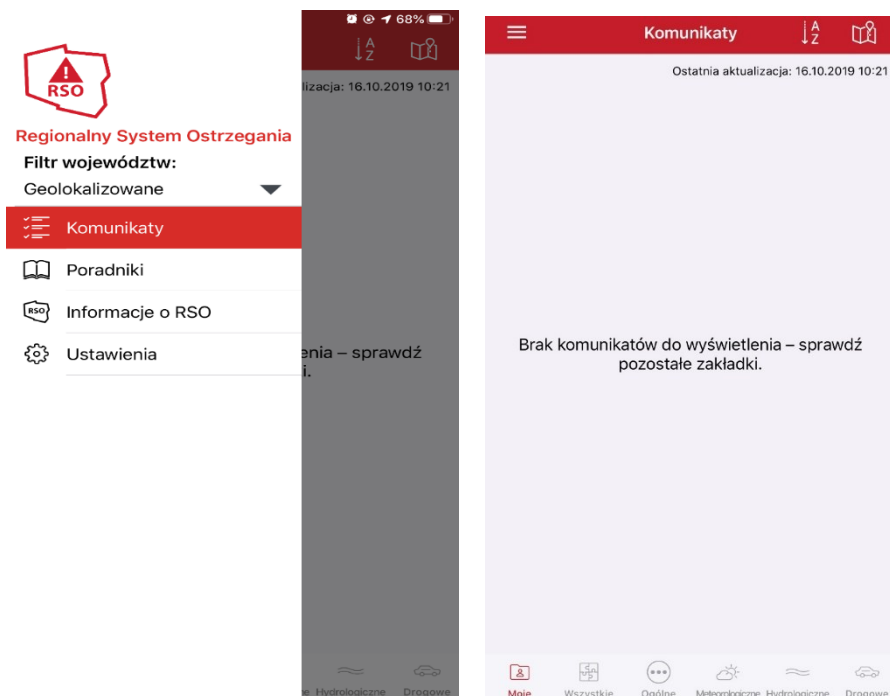 68%
A
Z
RSO
lizacja: 16.10.2019 10:21
Regionalny System Ostrzegania
Filtr województw:
Geolokalizowane
Komunikaty
Poradniki
RSO
Informacje o RSO
Ustawienia
enia – sprawdź
i.
e Hydrologiczne Drogowe
Komunikaty
A
Z
Ostatnia aktualizacja: 16.10.2019 10:21
Brak komunikatów do wyświetlenia – sprawdź
pozostałe zakładki.
Moje Wszystkie Ogólne Meteorologiczne Hydrologiczne Drogowe